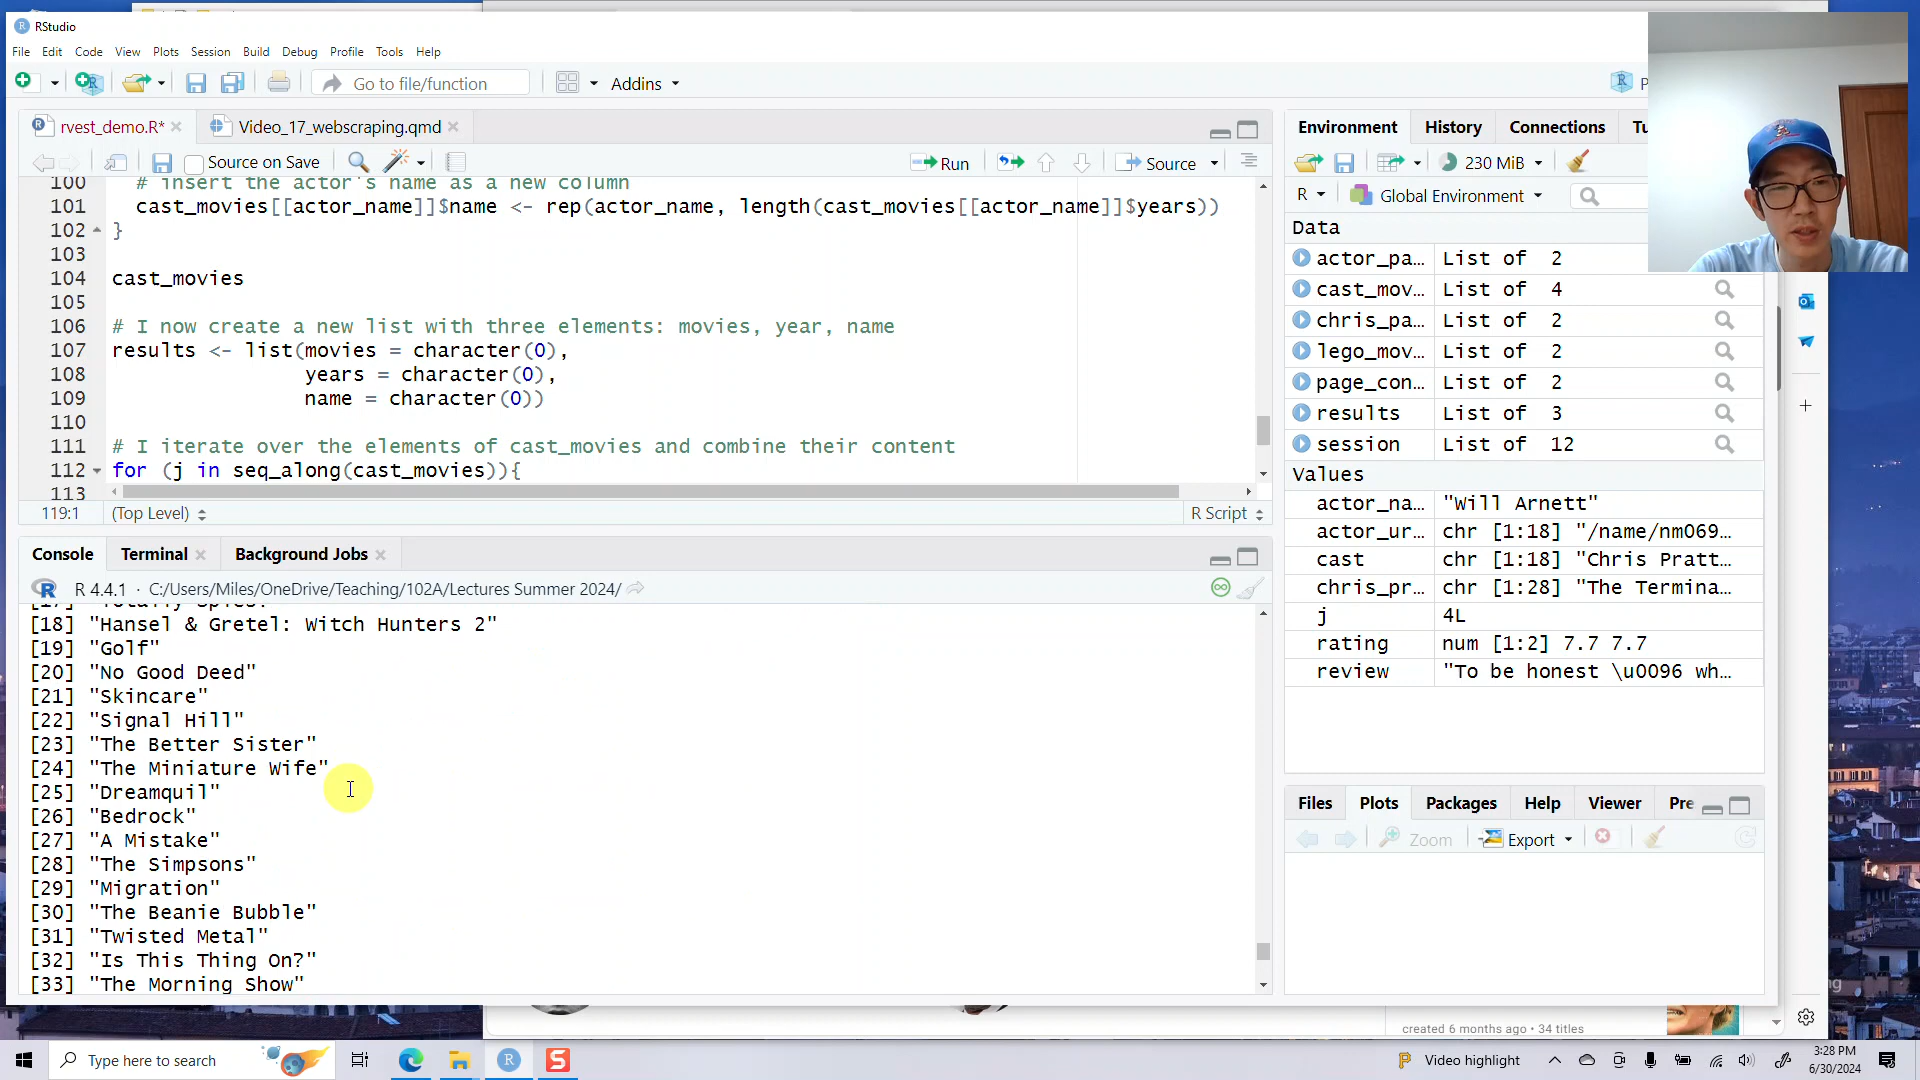 RStudio
File Edit Code View Plots Session Build Debug Profile Tools Help
Go to file/function
Addins
rvest_demo.R*
Video_17_webscraping.qmd
Source on Save
Run
Source
100 # insert the actor's name as a new column
101 cast_movies[[actor_name]]$name <- rep(actor_name, length(cast_movies[[actor_name]]$years))
102 }
103
104 cast_movies
105
106 # I now create a new list with three elements: movies, year, name
107 results <- list(movies = character(0),
108 years = character(0),
109 name = character(0))
110
111 # I iterate over the elements of cast_movies and combine their content
112 for (j in seq_along(cast_movies)){
113
119:1 (Top Level) R Script
Console Terminal Background Jobs
R 4.4.1 · C:/Users/Miles/OneDrive/Teaching/102A/Lectures Summer 2024/
[17] "Totally Spies!"
[18] "Hansel & Gretel: Witch Hunters 2"
[19] "Golf"
[20] "No Good Deed"
[21] "Skincare"
[22] "Signal Hill"
[23] "The Better Sister"
[24] "The Miniature Wife"
[25] "Dreamquil"
[26] "Bedrock"
[27] "A Mistake"
[28] "The Simpsons"
[29] "Migration"
[30] "The Beanie Bubble"
[31] "Twisted Metal"
[32] "Is This Thing On?"
[33] "The Morning Show"
Environment History Connections Tu
230 MiB
R Global Environment
Data
actor_pa… List of 2
cast_mov… List of 4
chris_pa… List of 2
lego_mov… List of 2
page_con… List of 2
results List of 3
session List of 12
Values
actor_na… "Will Arnett"
actor_ur… chr [1:18] "/name/nm069…
cast chr [1:18] "Chris Pratt…
chris_pr… chr [1:28] "The Termina…
j 4L
rating num [1:2] 7.7 7.7
review "To be honest \u0096 wh…
Files Plots Packages Help Viewer Pre
Zoom Export
created 6 months ago • 34 titles
Type here to search
Video highlight
3:28 PM
6/30/2024